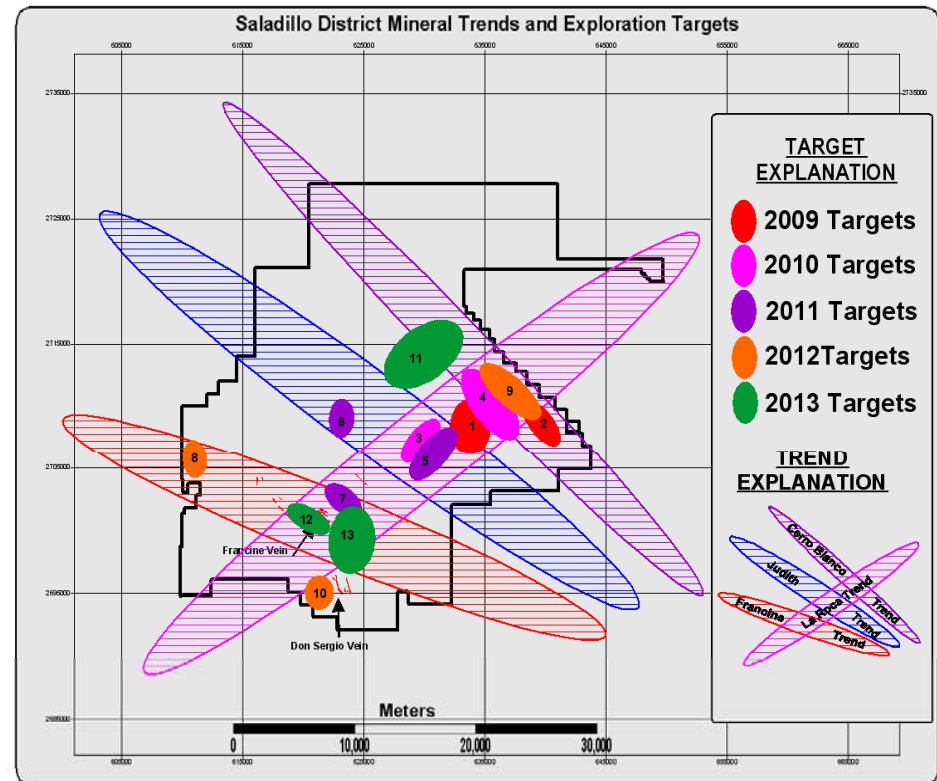 Saladillo District Mineral Trends and Exploration Targets
605000 615000 625000 635000 645000 655000 665000
2735000 2735000
2725000
2715000
2705000
2695000
2685000
TARGET
EXPLANATION
2009 Targets
2010 Targets
2011 Targets
2012Targets
2013 Targets
TREND
EXPLANATION
Cerro Blanco
Trend
Judith
Trend
La Roca Trend
Francine
Trend
11
9
4
2
1
6
3
5
8
7
12
13
10
Francine Vein
Don Sergio Vein
Meters
0 10,000 20,000 30,000
605000 615000 625000 635000 645000 655000 665000